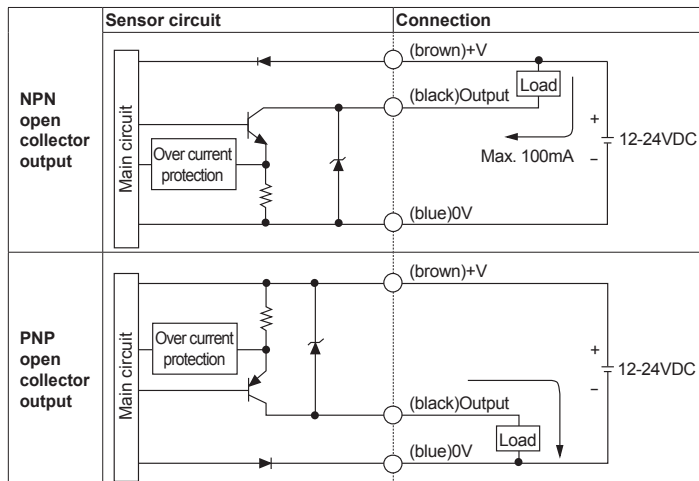 Sensor circuit
Connection
NPN
open
collector
output
Main circuit
Over current
protection
(brown)+V
Load
(black)Output
Max. 100mA
+
12-24VDC
−
(blue)0V
PNP
open
collector
output
Main circuit
Over current
protection
(brown)+V
+
12-24VDC
−
(black)Output
Load
(blue)0V